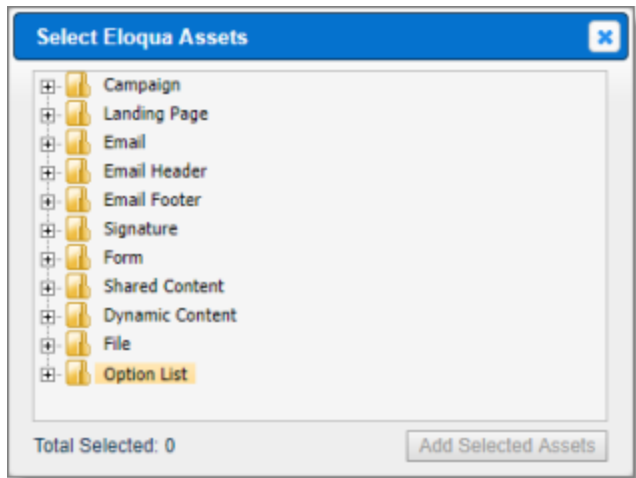 Select Eloqua Assets
Campaign
Landing Page
Email
Email Header
Email Footer
Signature
Form
Shared Content
Dynamic Content
File
Option List
Total Selected: 0
Add Selected Assets